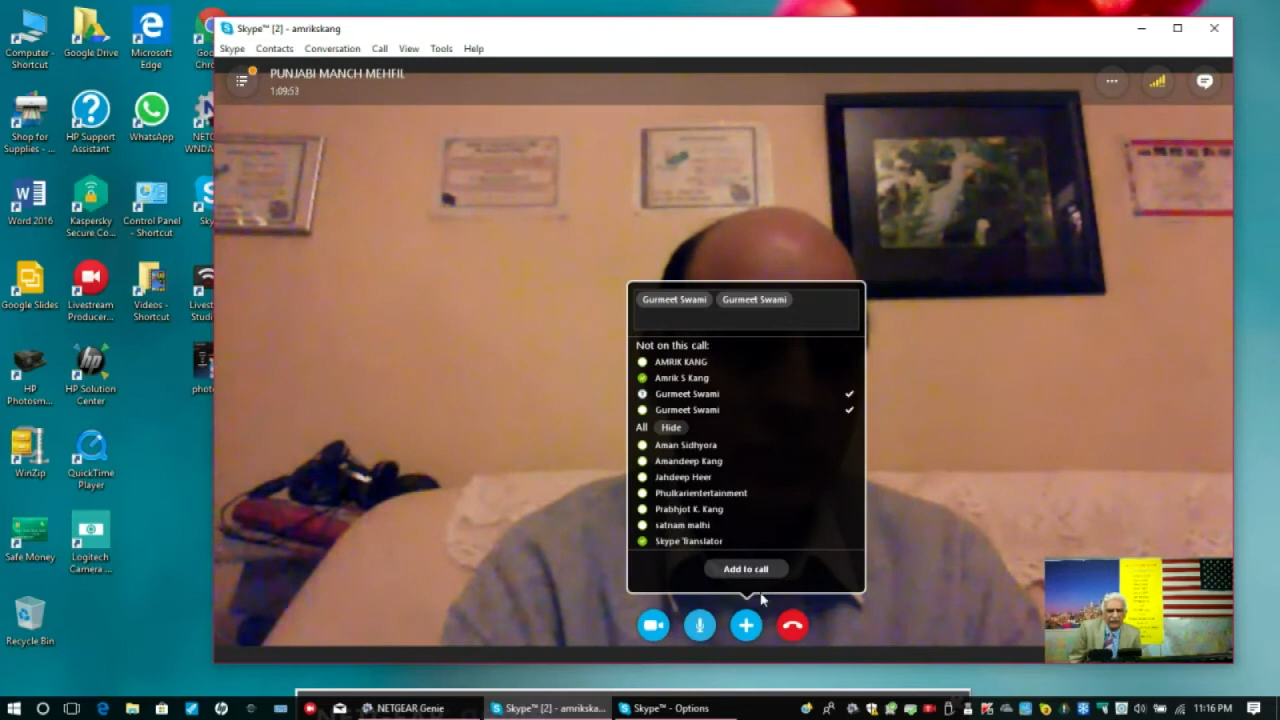 Skype™ [2] - amrikskang
Skype Contacts Conversation Call View Tools Help
PUNJABI MANCH MEHFIL
1:09:53
Computer -
Shortcut
Google Drive
Microsoft
Edge
Shop for
Supplies - ...
HP Support
Assistant
WhatsApp
Word 2016
Kaspersky
Secure Co...
Control Panel
- Shortcut
Google Slides
Livestream
Producer...
Videos -
Shortcut
HP
Photosm...
HP Solution
Center
WinZip
QuickTime
Player
Safe Money
Logitech
Camera ...
Recycle Bin
Gurmeet Swami Gurmeet Swami
Not on this call:
AMRIK KANG
Amrik S Kang
Gurmeet Swami
Gurmeet Swami
All Hide
Aman Sidhyora
Amandeep Kang
Jahdeep Heer
Phulkarientertainment
Prabhjot K. Kang
satnam malhi
Skype Translator
Add to call
NETGEAR Genie
Skype™ [2] - amrikska...
Skype™ - Options
11:16 PM